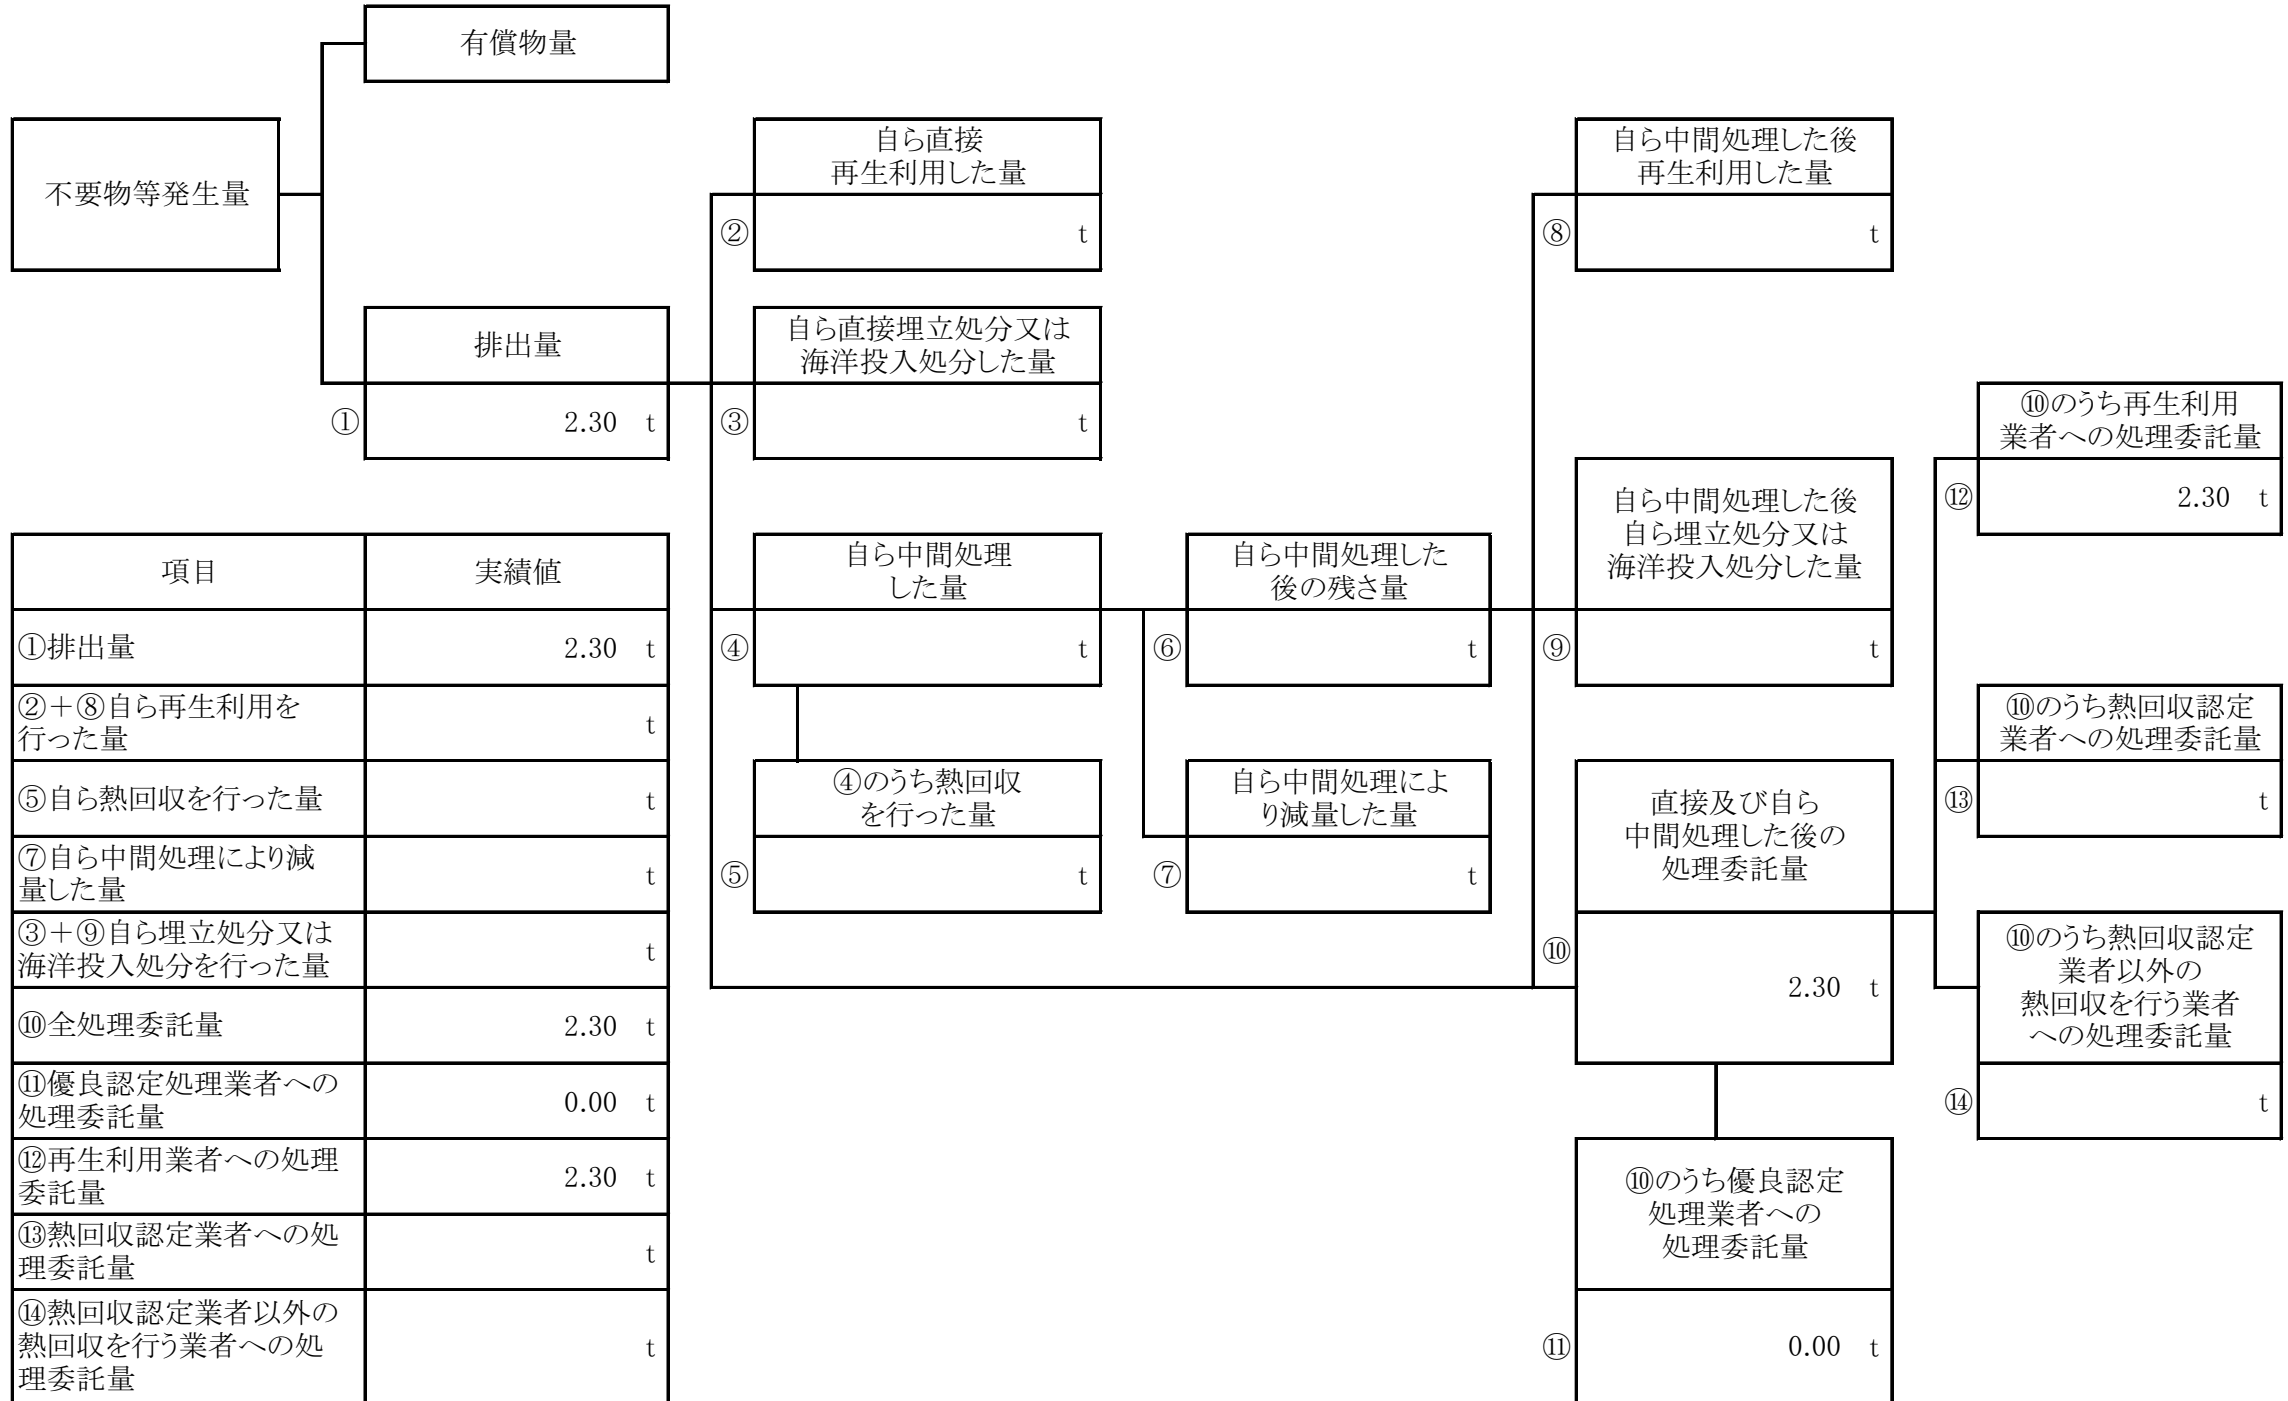 有償物量
不要物等発生量
排出量
① 2.30 t
自ら直接
再生利用した量
② t
自ら直接埋立処分又は
海洋投入処分した量
③ t
自ら中間処理
した量
④ t
④のうち熱回収
を行った量
⑤ t
自ら中間処理した
後の残さ量
⑥ t
自ら中間処理によ
り減量した量
⑦ t
自ら中間処理した後
再生利用した量
⑧ t
自ら中間処理した後
自ら埋立処分又は
海洋投入処分した量
⑨ t
直接及び自ら
中間処理した後の
処理委託量
⑩ 2.30 t
⑩のうち優良認定
処理業者への
処理委託量
⑪ 0.00 t
⑩のうち再生利用
業者への処理委託量
⑫ 2.30 t
⑩のうち熱回収認定
業者への処理委託量
⑬ t
⑩のうち熱回収認定
業者以外の
熱回収を行う業者
への処理委託量
⑭ t
項目 実績値
①排出量 2.30 t
②+⑧自ら再生利用を
行った量 t
⑤自ら熱回収を行った量 t
⑦自ら中間処理により減
量した量 t
③+⑨自ら埋立処分又は
海洋投入処分を行った量 t
⑩全処理委託量 2.30 t
⑪優良認定処理業者への
処理委託量 0.00 t
⑫再生利用業者への処理
委託量 2.30 t
⑬熱回収認定業者への処
理委託量 t
⑭熱回収認定業者以外の
熱回収を行う業者への処
理委託量 t